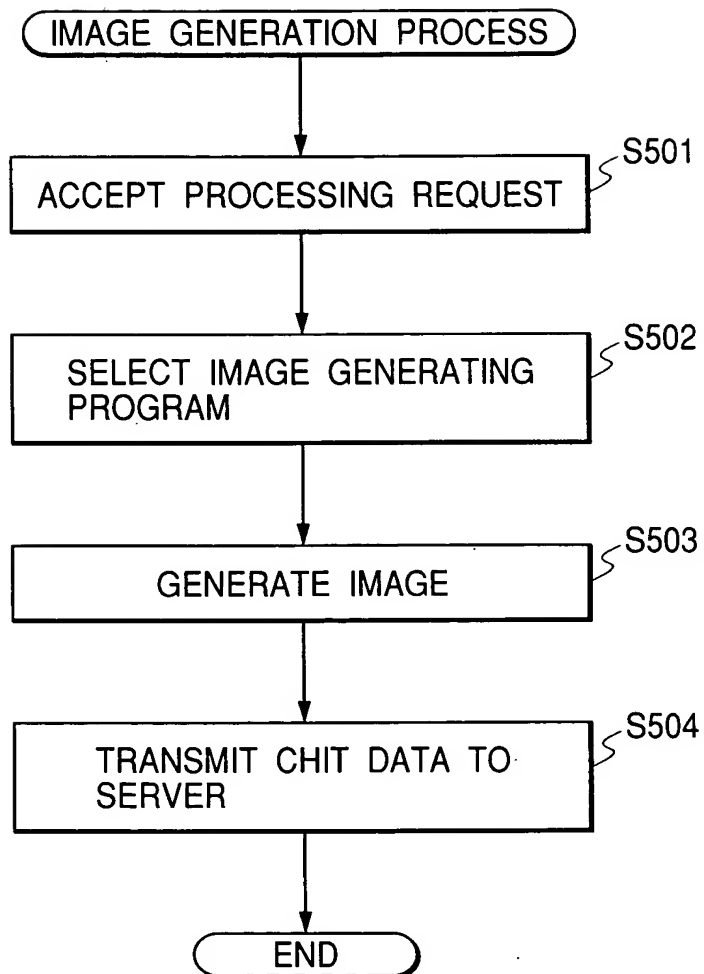 IMAGE GENERATION PROCESS
S501
ACCEPT PROCESSING REQUEST
S502
SELECT IMAGE GENERATING
PROGRAM
S503
GENERATE IMAGE
S504
TRANSMIT CHIT DATA TO
SERVER
END